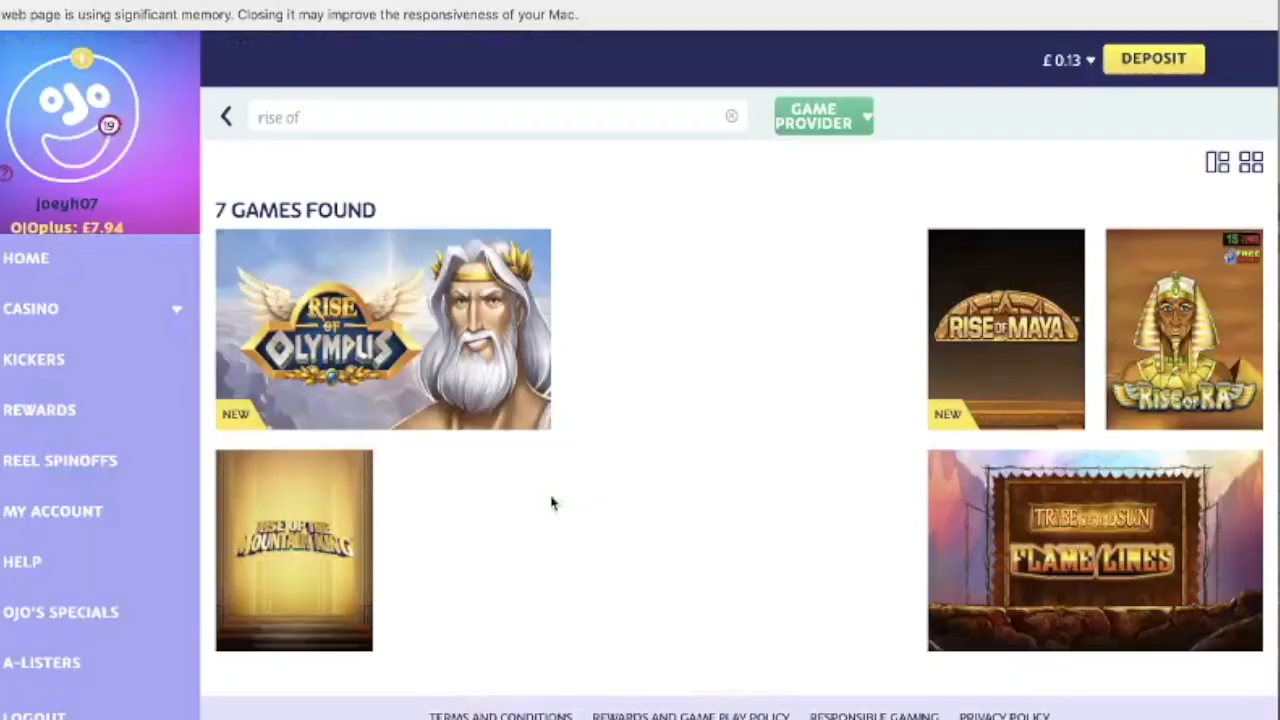 web page is using significant memory. Closing it may improve the responsiveness of your Mac.
OJO
19
?
joeyh07
OJOplus: £7.94
HOME
CASINO
KICKERS
REWARDS
REEL SPINOFFS
MY ACCOUNT
HELP
OJO'S SPECIALS
A-LISTERS
LOGOUT
£ 0.13
DEPOSIT
rise of
GAME
PROVIDER
7 GAMES FOUND
RISE
OF
OLYMPUS
NEW
RISE OF MAYA
NEW
15
FREE
RISE OF RA
RISE OF THE
MOUNTAIN KING
TRIBE OF THE SUN
FLAME LINES
TERMS AND CONDITIONS REWARDS AND GAME PLAY POLICY RESPONSIBLE GAMING PRIVACY POLICY